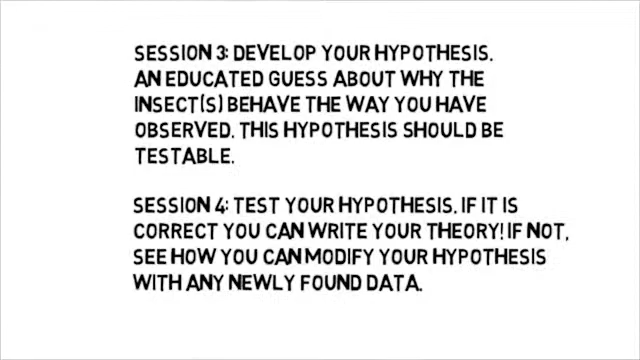 SESSION 3: DEVELOP YOUR HYPOTHESIS.
AN EDUCATED GUESS ABOUT WHY THE
INSECT(S) BEHAVE THE WAY YOU HAVE
OBSERVED. THIS HYPOTHESIS SHOULD BE
TESTABLE.
SESSION 4: TEST YOUR HYPOTHESIS. IF IT IS
CORRECT YOU CAN WRITE YOUR THEORY! IF NOT,
SEE HOW YOU CAN MODIFY YOUR HYPOTHESIS
WITH ANY NEWLY FOUND DATA.